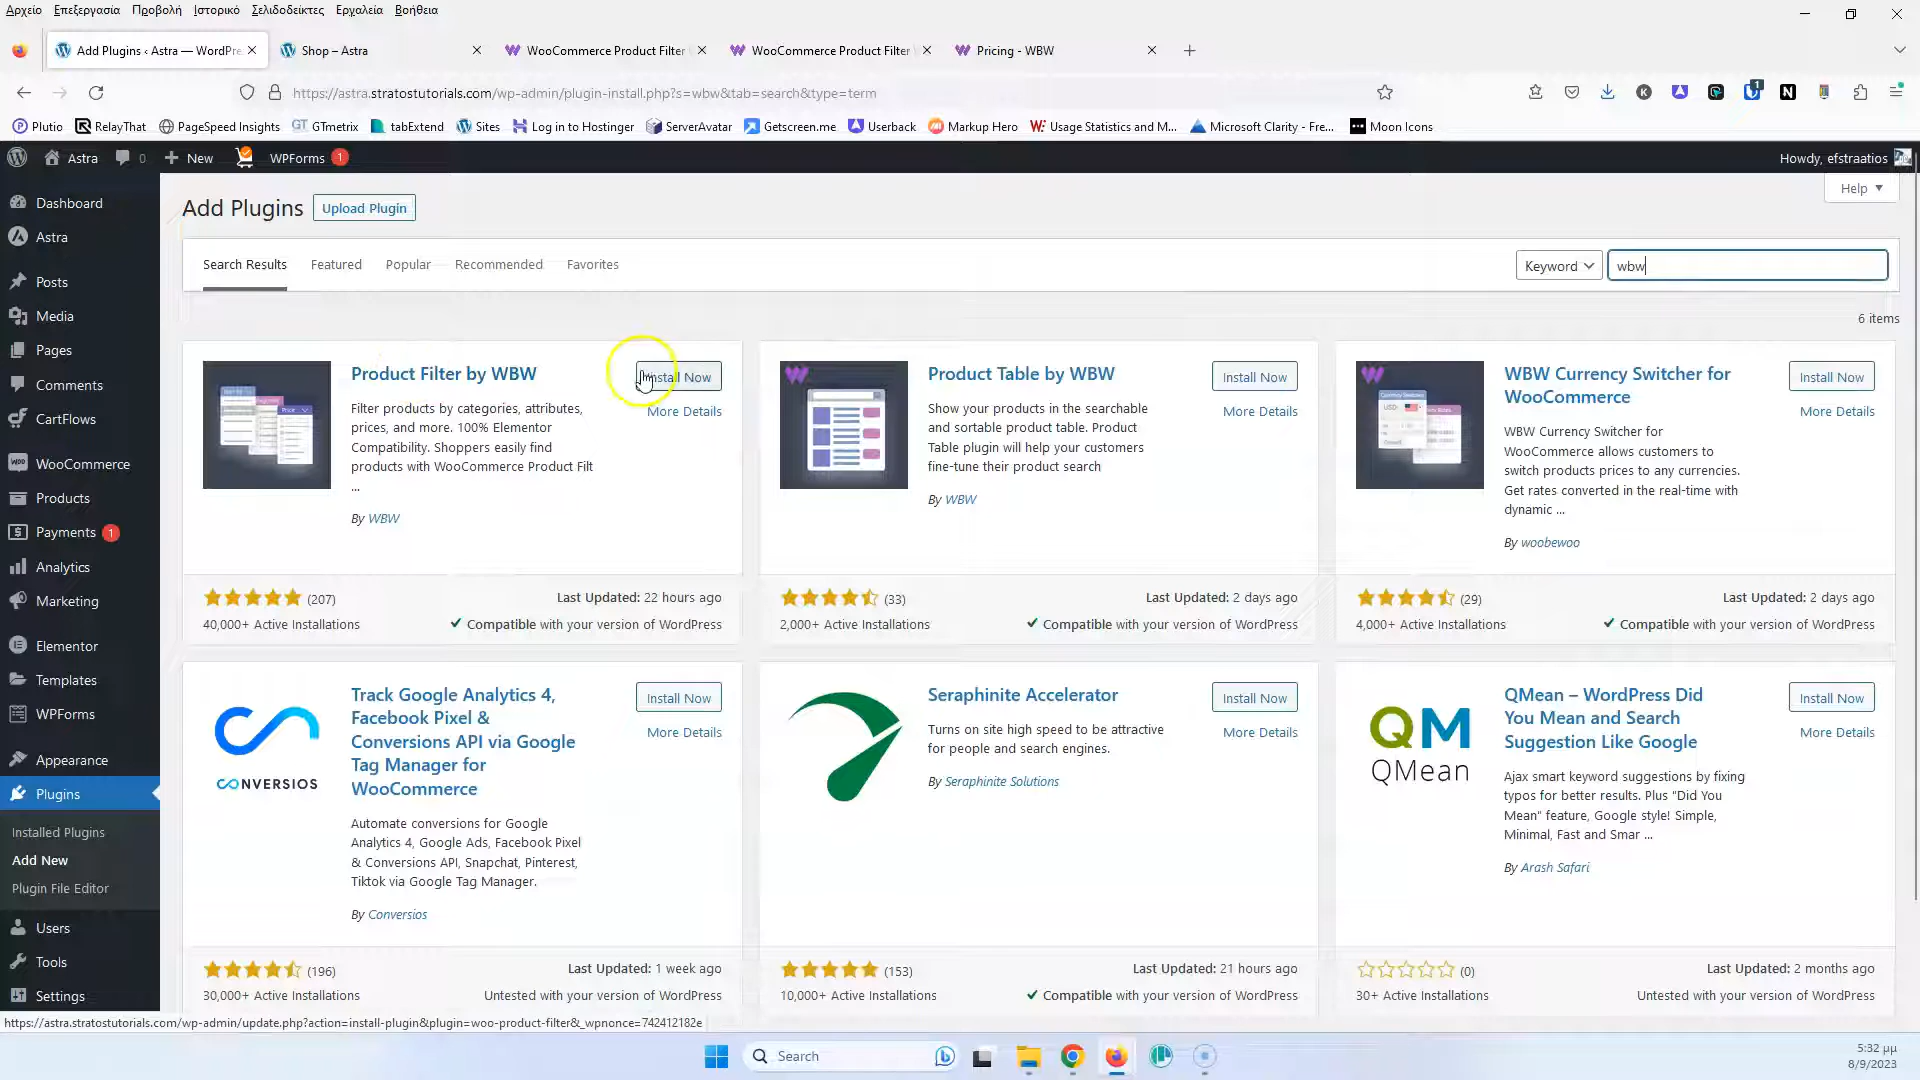 Αρχείο Επεξεργασία Προβολή Ιστορικό Σελιδοδείκτες Εργαλεία Βοήθεια
Add Plugins ‹ Astra — WordPre
Shop – Astra
WooCommerce Product Filter
WooCommerce Product Filter
Pricing - WBW
https://astra.stratostutorials.com/wp-admin/plugin-install.php?s=wbw&tab=search&type=term
Plutio RelayThat PageSpeed Insights GTmetrix tabExtend Sites Log in to Hostinger ServerAvatar Getscreen.me Userback Markup Hero Usage Statistics and M... Microsoft Clarity - Fre... Moon Icons
Astra 0 New WPForms 1 Howdy, efstraatios
Help
Dashboard
Astra
Posts
Media
Pages
Comments
CartFlows
WooCommerce
Products
Payments 1
Analytics
Marketing
Elementor
Templates
WPForms
Appearance
Plugins
Installed Plugins
Add New
Plugin File Editor
Users
Tools
Settings
Add Plugins Upload Plugin
Search Results Featured Popular Recommended Favorites Keyword wbw
6 items
Product Filter by WBW
Install Now
More Details
Filter products by categories, attributes,
prices, and more. 100% Elementor
Compatibility. Shoppers easily find
products with WooCommerce Product Filt
...
By WBW
(207)
40,000+ Active Installations
Last Updated: 22 hours ago
Compatible with your version of WordPress
Product Table by WBW
Install Now
More Details
Show your products in the searchable
and sortable product table. Product
Table plugin will help your customers
fine-tune their product search
By WBW
(33)
2,000+ Active Installations
Last Updated: 2 days ago
Compatible with your version of WordPress
WBW Currency Switcher for
WooCommerce
Install Now
More Details
WBW Currency Switcher for
WooCommerce allows customers to
switch products prices to any currencies.
Get rates converted in the real-time with
dynamic ...
By woobewoo
(29)
4,000+ Active Installations
Last Updated: 2 days ago
Compatible with your version of WordPress
CONVERSIOS
Track Google Analytics 4,
Facebook Pixel &
Conversions API via Google
Tag Manager for
WooCommerce
Install Now
More Details
Automate conversions for Google
Analytics 4, Google Ads, Facebook Pixel
& Conversions API, Snapchat, Pinterest,
Tiktok via Google Tag Manager.
By Conversios
(196)
30,000+ Active Installations
Last Updated: 1 week ago
Untested with your version of WordPress
Seraphinite Accelerator
Install Now
More Details
Turns on site high speed to be attractive
for people and search engines.
By Seraphinite Solutions
(153)
10,000+ Active Installations
Last Updated: 21 hours ago
Compatible with your version of WordPress
QM
QMean
QMean – WordPress Did
You Mean and Search
Suggestion Like Google
Install Now
More Details
Ajax smart keyword suggestions by fixing
typos for better results. Plus "Did You
Mean" feature, Google style! Simple,
Minimal, Fast and Smar ...
By Arash Safari
(0)
30+ Active Installations
Last Updated: 2 months ago
Untested with your version of WordPress
https://astra.stratostutorials.com/wp-admin/update.php?action=install-plugin&plugin=woo-product-filter&_wpnonce=742412182e
Search
5:32 μμ
8/9/2023